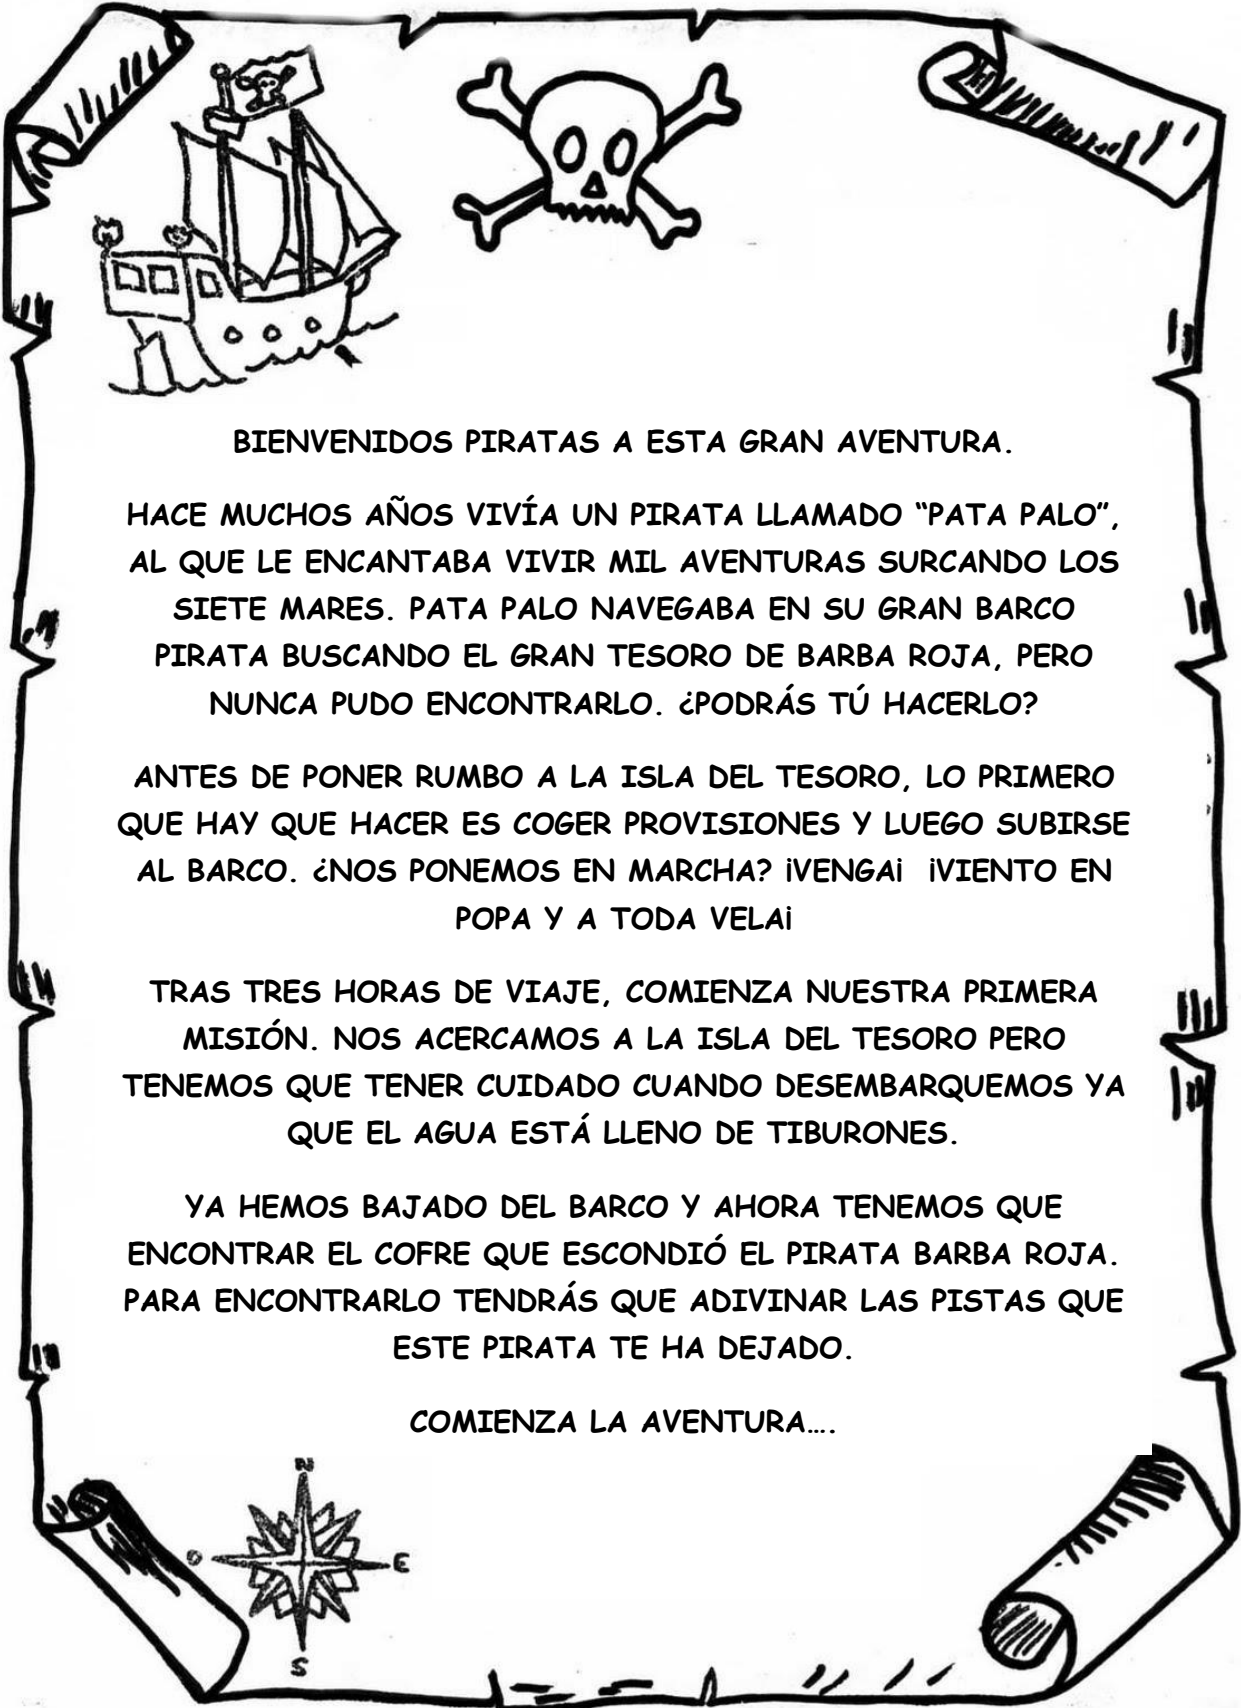 BIENVENIDOS PIRATAS A ESTA GRAN AVENTURA.
HACE MUCHOS AÑOS VIVÍA UN PIRATA LLAMADO “PATA PALO”,
AL QUE LE ENCANTABA VIVIR MIL AVENTURAS SURCANDO LOS
SIETE MARES. PATA PALO NAVEGABA EN SU GRAN BARCO
PIRATA BUSCANDO EL GRAN TESORO DE BARBA ROJA, PERO
NUNCA PUDO ENCONTRARLO. ¿PODRÁS TÚ HACERLO?
ANTES DE PONER RUMBO A LA ISLA DEL TESORO, LO PRIMERO
QUE HAY QUE HACER ES COGER PROVISIONES Y LUEGO SUBIRSE
AL BARCO. ¿NOS PONEMOS EN MARCHA? ¡VENGA¡ ¡VIENTO EN
POPA Y A TODA VELA¡
TRAS TRES HORAS DE VIAJE, COMIENZA NUESTRA PRIMERA
MISIÓN. NOS ACERCAMOS A LA ISLA DEL TESORO PERO
TENEMOS QUE TENER CUIDADO CUANDO DESEMBARQUEMOS YA
QUE EL AGUA ESTÁ LLENO DE TIBURONES.
YA HEMOS BAJADO DEL BARCO Y AHORA TENEMOS QUE
ENCONTRAR EL COFRE QUE ESCONDIÓ EL PIRATA BARBA ROJA.
PARA ENCONTRARLO TENDRÁS QUE ADIVINAR LAS PISTAS QUE
ESTE PIRATA TE HA DEJADO.
COMIENZA LA AVENTURA….
N
O E
S